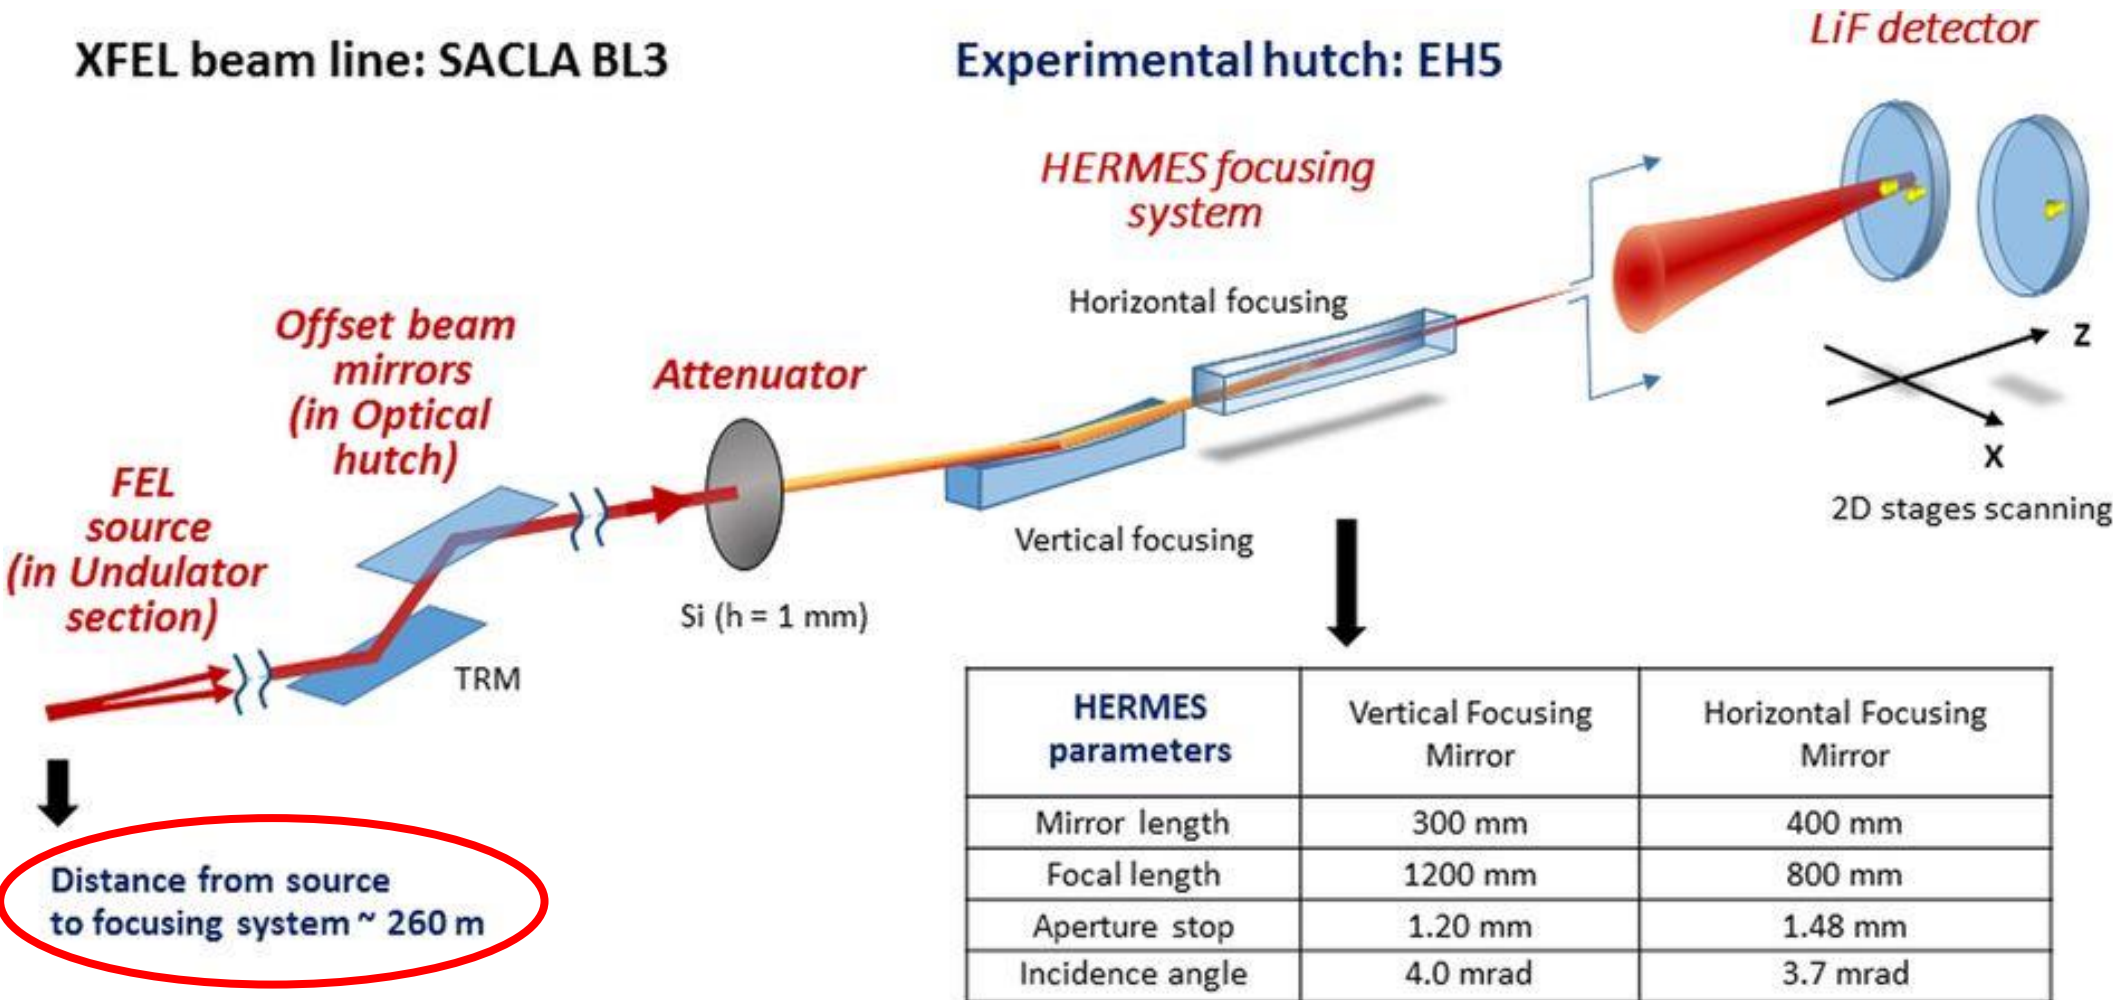 XFEL beam line: SACLA BL3
Experimental hutch: EH5
LiF detector
HERMES focusing
system
Horizontal focusing
Offset beam
mirrors
(in Optical
hutch)
Attenuator
FEL
source
(in Undulator
section)
Z
X
2D stages scanning
Vertical focusing
Si (h = 1 mm)
TRM
Distance from source
to focusing system ~ 260 m
HERMES
parameters
Vertical Focusing
Mirror
Horizontal Focusing
Mirror
Mirror length 300 mm 400 mm
Focal length 1200 mm 800 mm
Aperture stop 1.20 mm 1.48 mm
Incidence angle 4.0 mrad 3.7 mrad